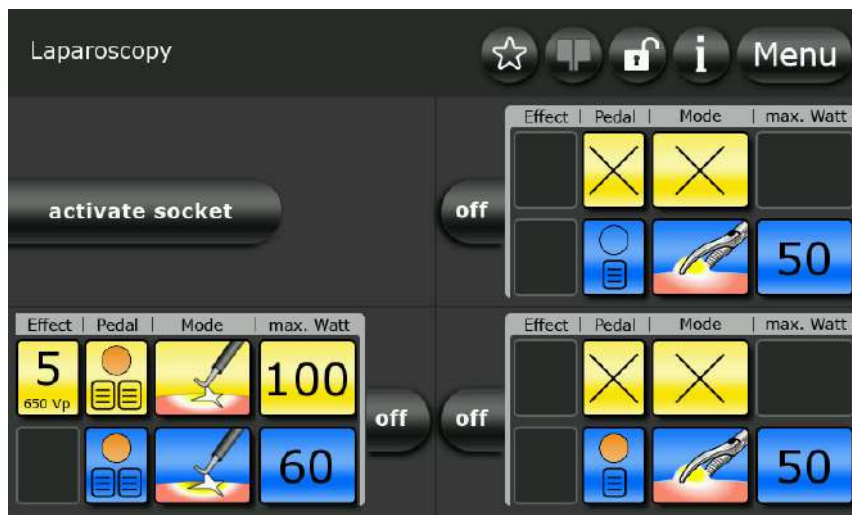 Laparoscopy
i
Menu
Effect | Pedal | Mode | max. Watt
activate socket
off
50
Effect | Pedal | Mode | max. Watt
5
650 Vp
100
off
60
Effect | Pedal | Mode | max. Watt
off
50